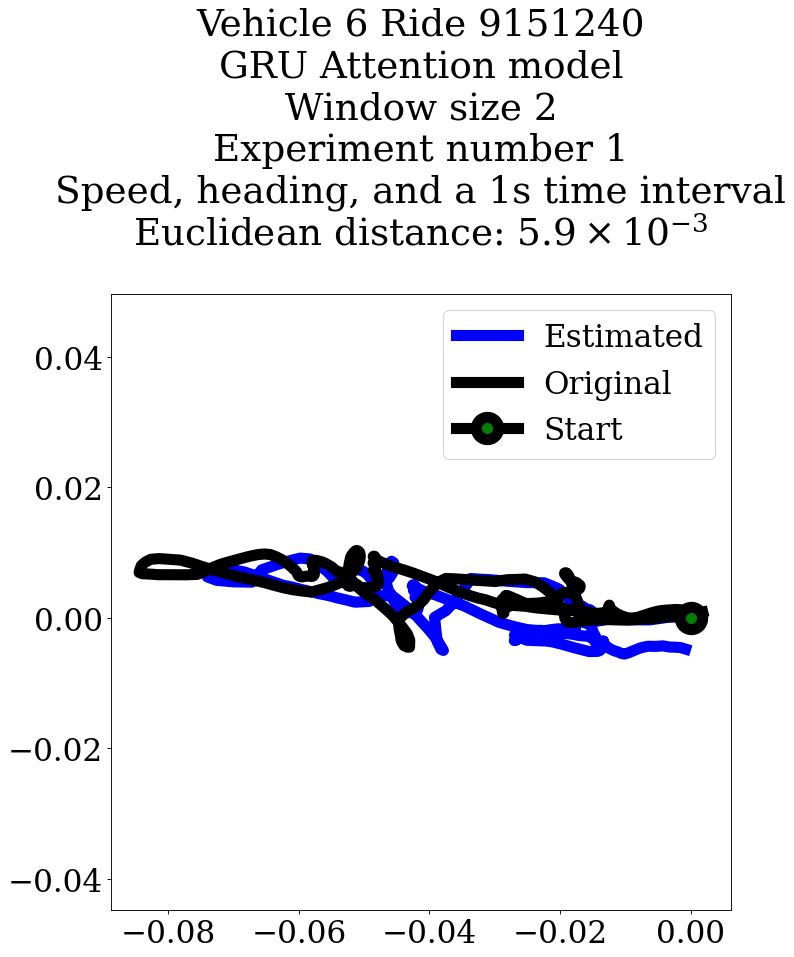 Vehicle 6 Ride 9151240
GRU Attention model
Window size 2
Experiment number 1
Speed, heading, and a 1s time interval
Euclidean distance: 5.9 × 10⁻³
Estimated
Original
Start
0.04
0.02
0.00
−0.02
−0.04
−0.08 −0.06 −0.04 −0.02 0.00